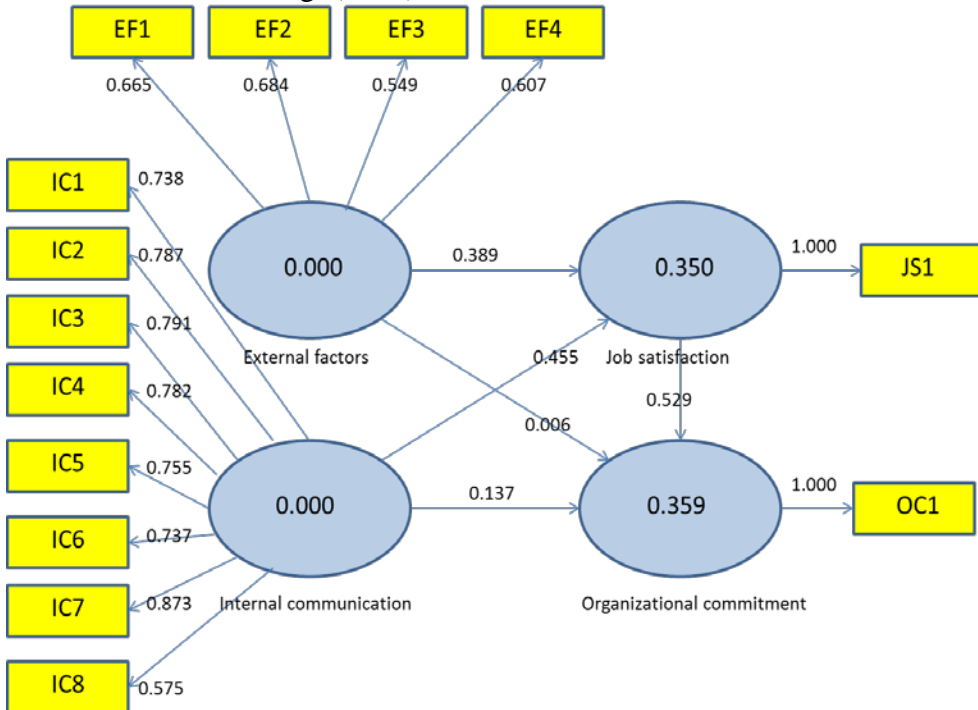 EF1 EF2 EF3 EF4
0.665 0.684 0.549 0.607
IC1 0.738
IC2 0.787
0.000 0.389 0.350 1.000 JS1
IC3 0.791
External factors 0.455 Job satisfaction
IC4 0.782
0.006 0.529
IC5 0.755
0.000 0.137 0.359 1.000 OC1
IC6 0.737
IC7 0.873 Internal communication Organizational commitment
IC8 0.575